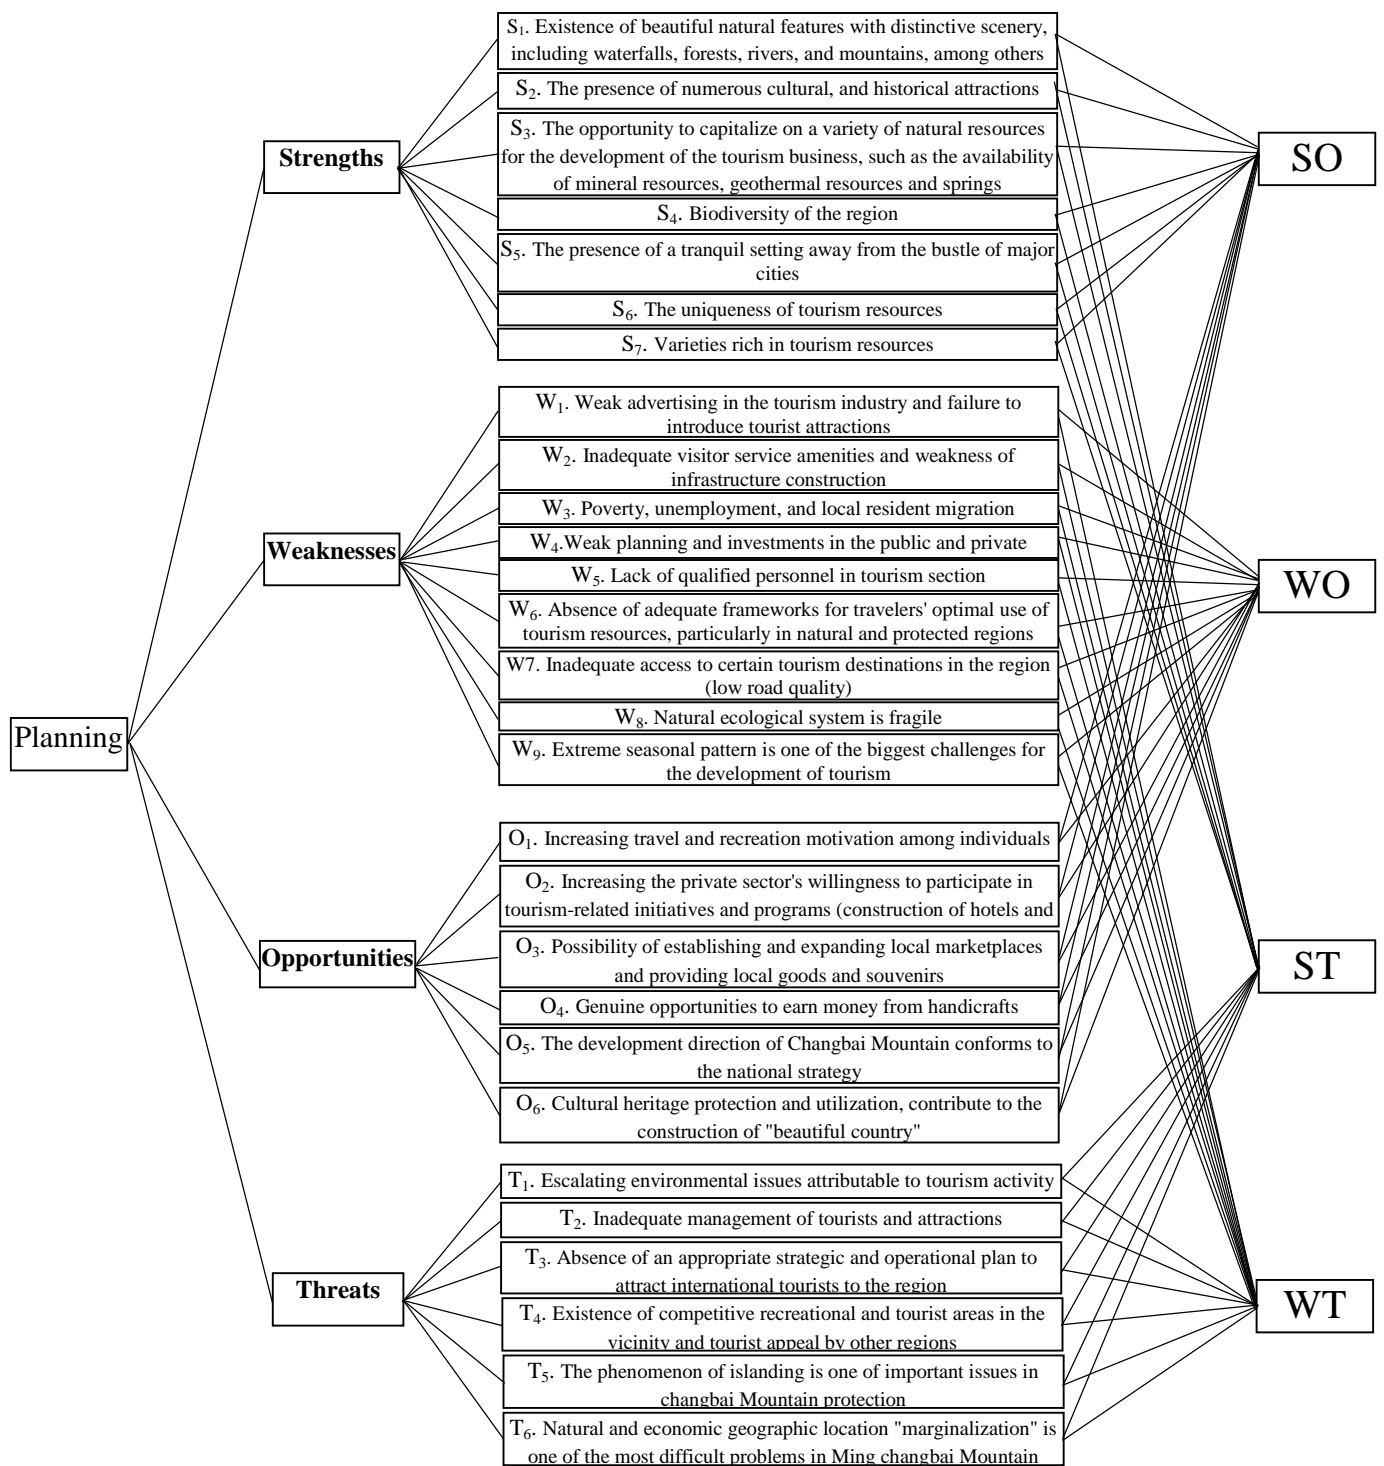 Planning
Strengths
Weaknesses
Opportunities
Threats
S1. Existence of beautiful natural features with distinctive scenery,
including waterfalls, forests, rivers, and mountains, among others
S2. The presence of numerous cultural, and historical attractions
S3. The opportunity to capitalize on a variety of natural resources
for the development of the tourism business, such as the availability
of mineral resources, geothermal resources and springs
S4. Biodiversity of the region
S5. The presence of a tranquil setting away from the bustle of major
cities
S6. The uniqueness of tourism resources
S7. Varieties rich in tourism resources
W1. Weak advertising in the tourism industry and failure to
introduce tourist attractions
W2. Inadequate visitor service amenities and weakness of
infrastructure construction
W3. Poverty, unemployment, and local resident migration
W4.Weak planning and investments in the public and private
W5. Lack of qualified personnel in tourism section
W6. Absence of adequate frameworks for travelers' optimal use of
tourism resources, particularly in natural and protected regions
W7. Inadequate access to certain tourism destinations in the region
(low road quality)
W8. Natural ecological system is fragile
W9. Extreme seasonal pattern is one of the biggest challenges for
the development of tourism
O1. Increasing travel and recreation motivation among individuals
O2. Increasing the private sector's willingness to participate in
tourism-related initiatives and programs (construction of hotels and
O3. Possibility of establishing and expanding local marketplaces
and providing local goods and souvenirs
O4. Genuine opportunities to earn money from handicrafts
O5. The development direction of Changbai Mountain conforms to
the national strategy
O6. Cultural heritage protection and utilization, contribute to the
construction of "beautiful country"
T1. Escalating environmental issues attributable to tourism activity
T2. Inadequate management of tourists and attractions
T3. Absence of an appropriate strategic and operational plan to
attract international tourists to the region
T4. Existence of competitive recreational and tourist areas in the
vicinity and tourist appeal by other regions
T5. The phenomenon of islanding is one of important issues in
changbai Mountain protection
T6. Natural and economic geographic location "marginalization" is
one of the most difficult problems in Ming changbai Mountain
SO
WO
ST
WT